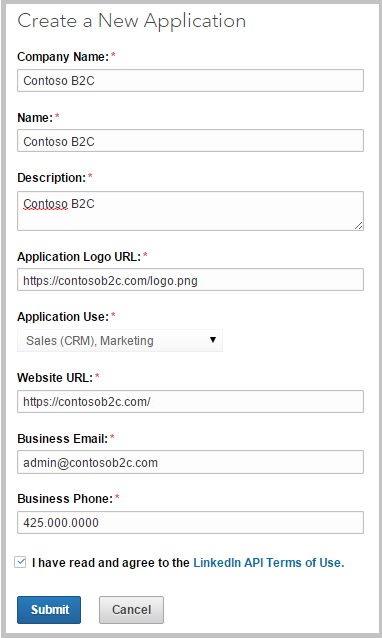 Create a New Application
Company Name: *
Contoso B2C
Name: *
Contoso B2C
Description: *
Contoso B2C
Application Logo URL: *
https://contosob2c.com/logo.png
Application Use: *
Sales (CRM), Marketing
Website URL: *
https://contosob2c.com/
Business Email: *
admin@contosob2c.com
Business Phone: *
425.000.0000
I have read and agree to the LinkedIn API Terms of Use.
Submit Cancel